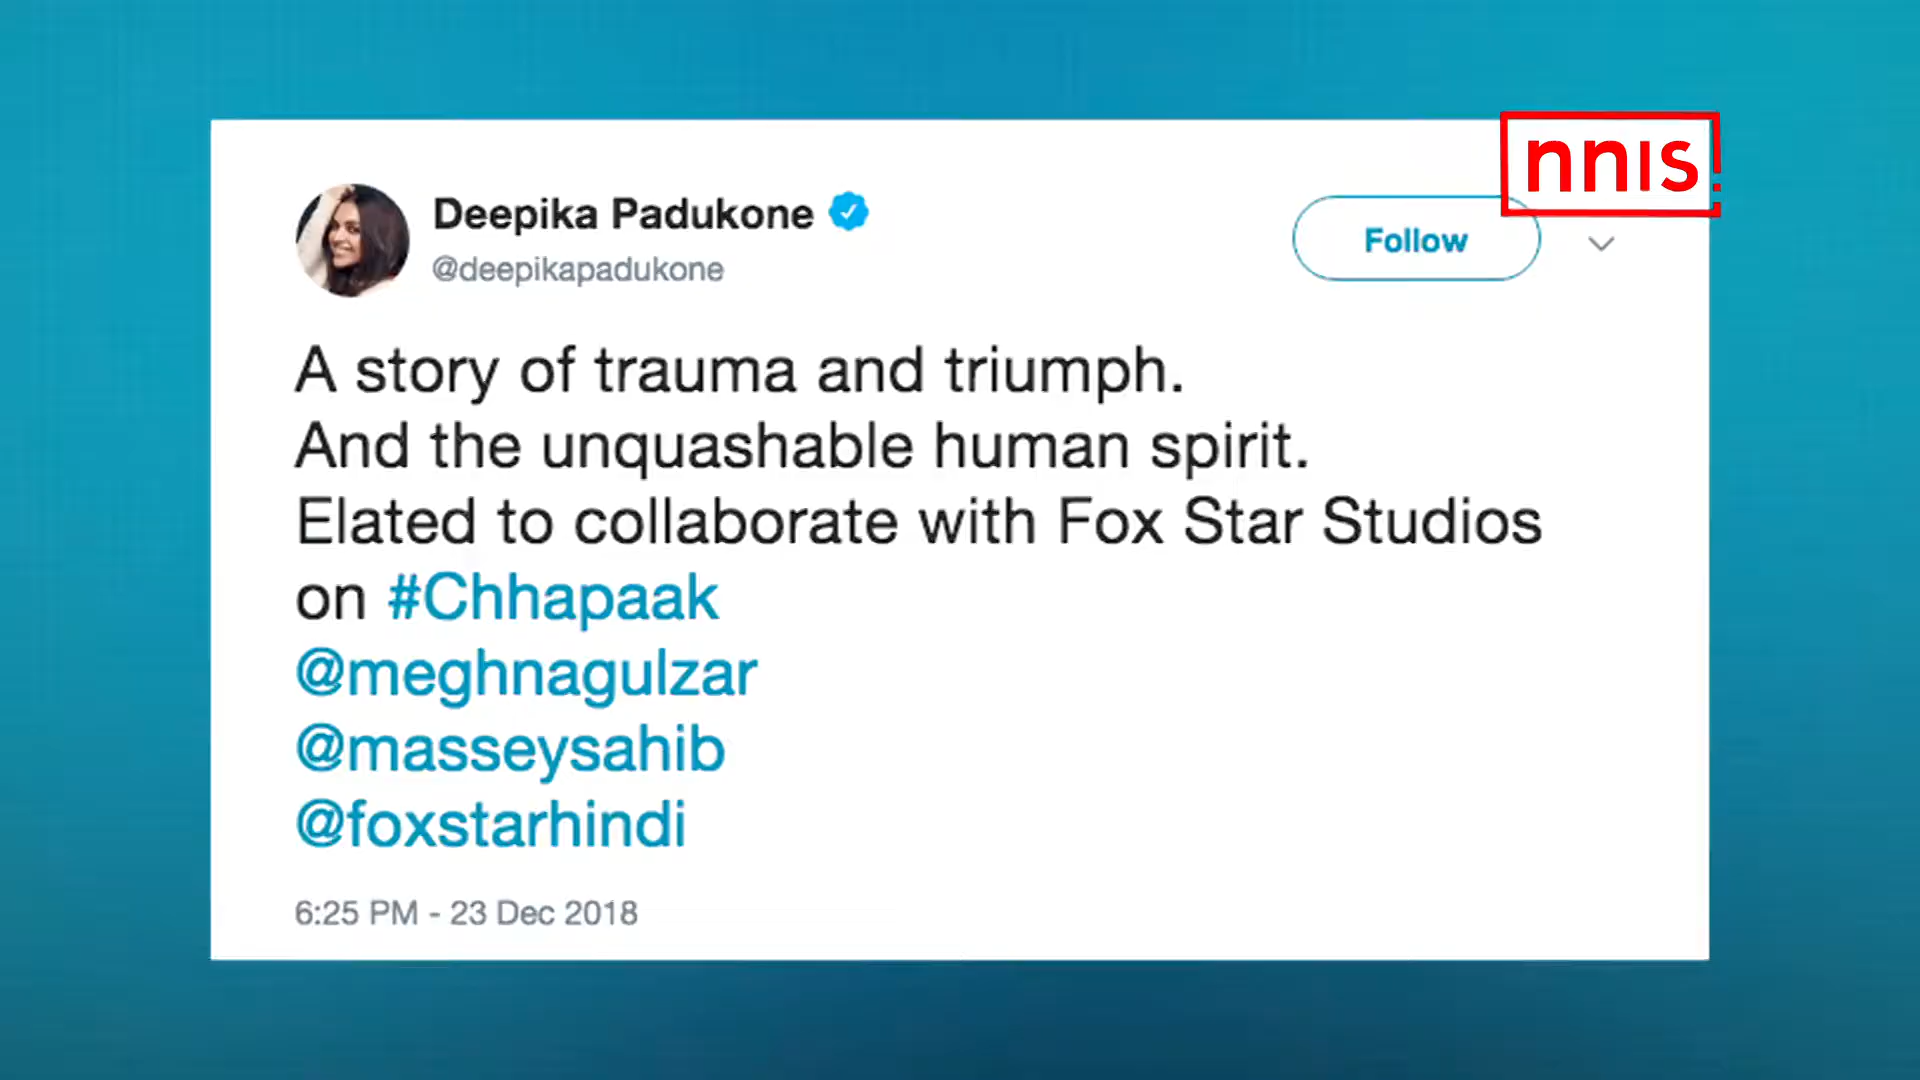 nnis!
Deepika Padukone
@deepikapadukone
Follow
A story of trauma and triumph.
And the unquashable human spirit.
Elated to collaborate with Fox Star Studios
on #Chhapaak
@meghnagulzar
@masseysahib
@foxstarhindi
6:25 PM - 23 Dec 2018